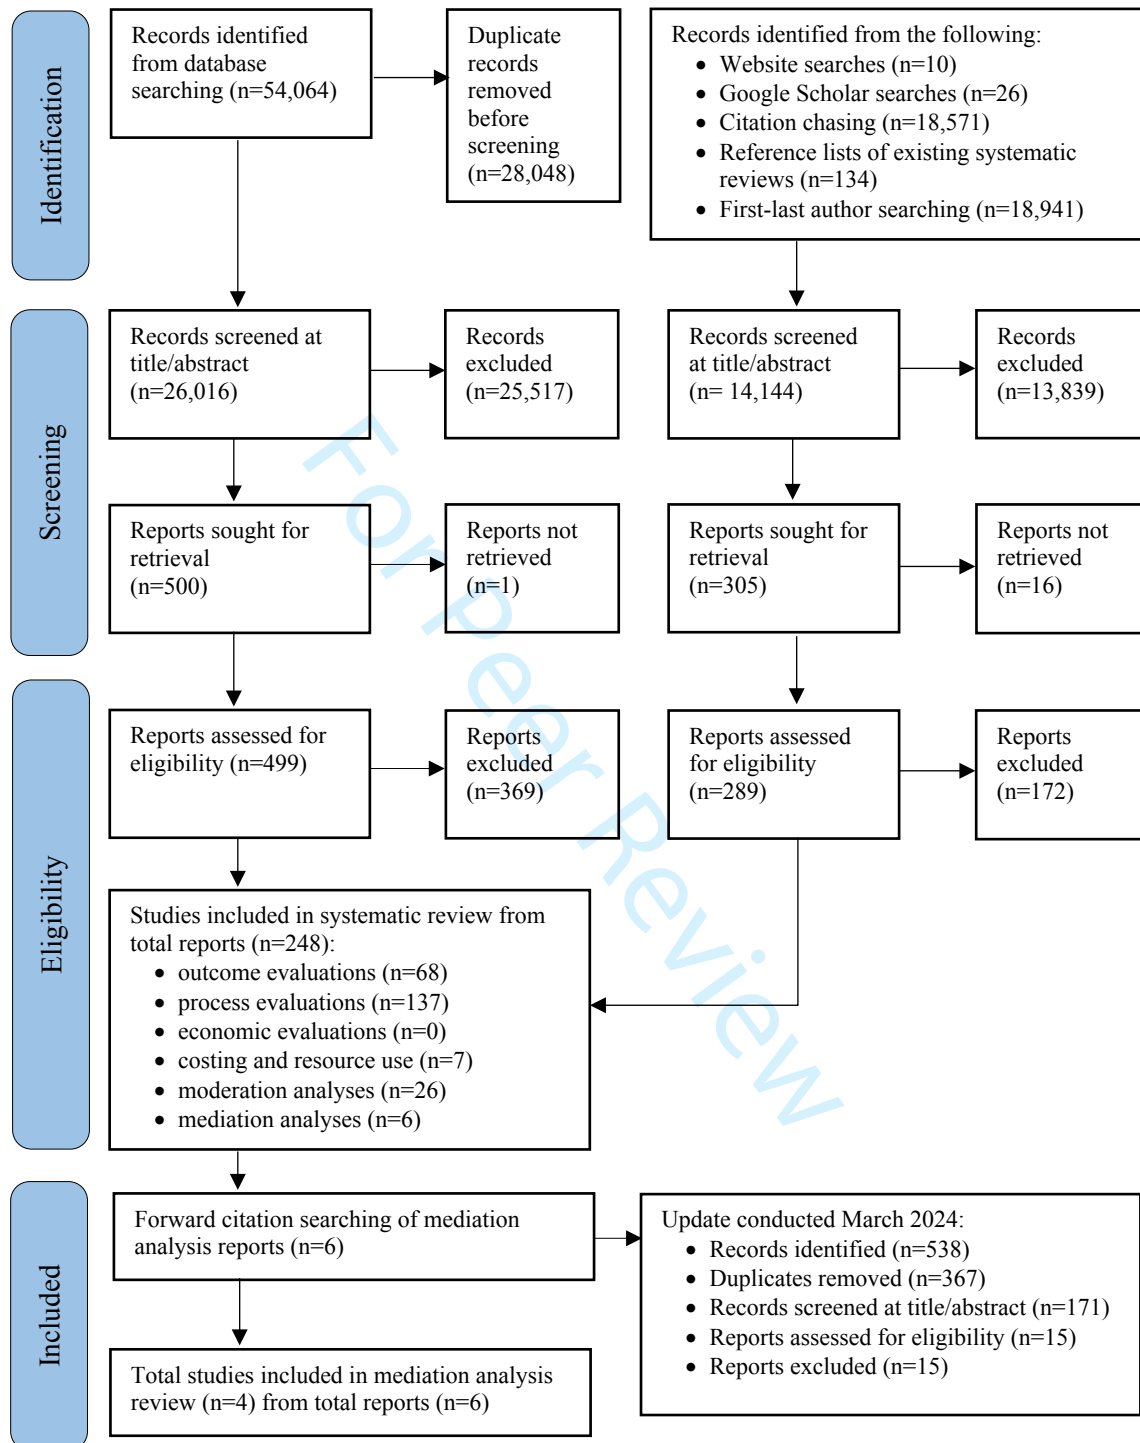 Identification
Records identified
from database
searching (n=54,064)
Duplicate
records
removed
before
screening
(n=28,048)
Records identified from the following:
• Website searches (n=10)
• Google Scholar searches (n=26)
• Citation chasing (n=18,571)
• Reference lists of existing systematic
reviews (n=134)
• First-last author searching (n=18,941)
Screening
Records screened at
title/abstract
(n=26,016)
Records
excluded
(n=25,517)
Records screened
at title/abstract
(n= 14,144)
Records
excluded
(n=13,839)
Reports sought for
retrieval
(n=500)
Reports not
retrieved
(n=1)
Reports sought for
retrieval
(n=305)
Reports not
retrieved
(n=16)
Eligibility
Reports assessed for
eligibility (n=499)
Reports
excluded
(n=369)
Reports assessed
for eligibility
(n=289)
Reports
excluded
(n=172)
Studies included in systematic review from
total reports (n=248):
• outcome evaluations (n=68)
• process evaluations (n=137)
• economic evaluations (n=0)
• costing and resource use (n=7)
• moderation analyses (n=26)
• mediation analyses (n=6)
Included
Forward citation searching of mediation
analysis reports (n=6)
Update conducted March 2024:
• Records identified (n=538)
• Duplicates removed (n=367)
• Records screened at title/abstract (n=171)
• Reports assessed for eligibility (n=15)
• Reports excluded (n=15)
Total studies included in mediation analysis
review (n=4) from total reports (n=6)
For Peer Review